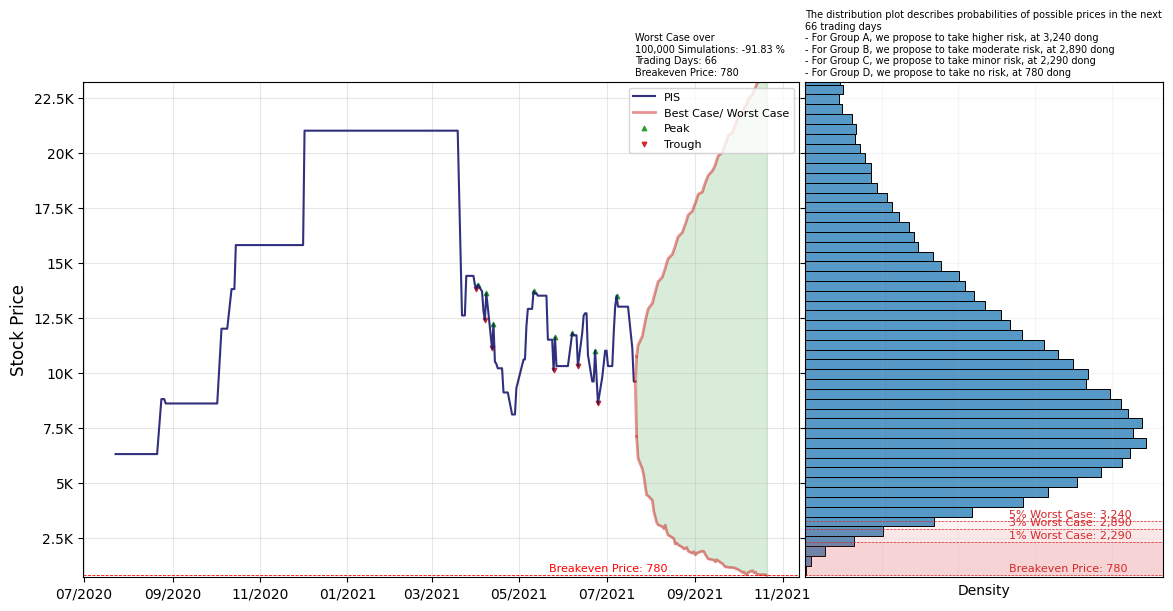 The distribution plot describes probabilities of possible prices in the next
66 trading days
- For Group A, we propose to take higher risk, at 3,240 dong
- For Group B, we propose to take moderate risk, at 2,890 dong
- For Group C, we propose to take minor risk, at 2,290 dong
- For Group D, we propose to take no risk, at 780 dong
Worst Case over
100,000 Simulations: -91.83 %
Trading Days: 66
Breakeven Price: 780
PIS
Best Case/ Worst Case
Peak
Trough
22.5K
20K
17.5K
15K
12.5K
10K
7.5K
5K
2.5K
Stock Price
5% Worst Case: 3,240
3% Worst Case: 2,890
1% Worst Case: 2,290
Breakeven Price: 780
Breakeven Price: 780
07/2020
09/2020
11/2020
01/2021
03/2021
05/2021
07/2021
09/2021
11/2021
Density